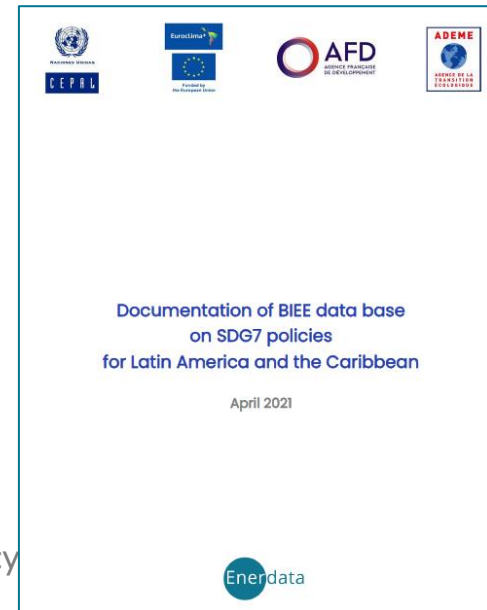 NACIONES UNIDAS
CEPAL
Euroclima+
Funded by
the European Union
AFD
AGENCE FRANÇAISE
DE DÉVELOPPEMENT
ADEME
AGENCE DE LA
TRANSITION
ÉCOLOGIQUE
Documentation of BIEE data base
on SDG7 policies
for Latin America and the Caribbean
April 2021
Enerdata